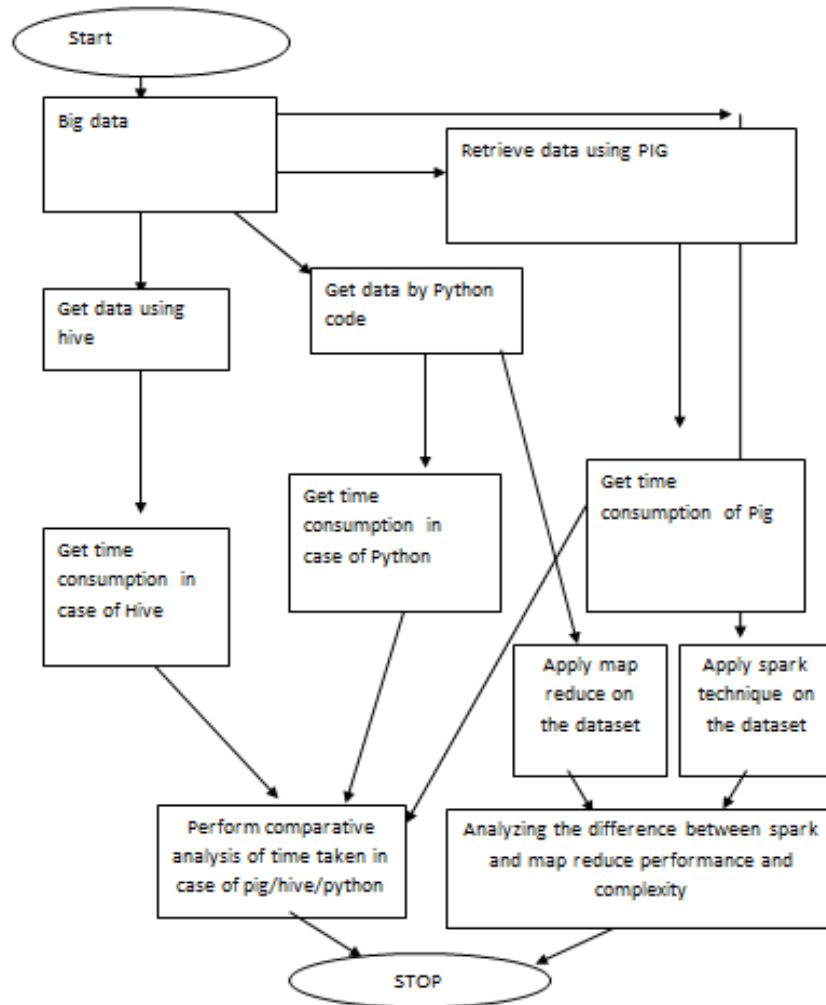 Start
Big data
Retrieve data using PIG
Get data using
hive
Get data by Python
code
Get time
consumption in
case of Hive
Get time
consumption in
case of Python
Get time
consumption of Pig
Apply map
reduce on
the dataset
Apply spark
technique on
the dataset
Perform comparative
analysis of time taken in
case of pig/hive/python
Analyzing the difference between spark
and map reduce performance and
complexity
STOP